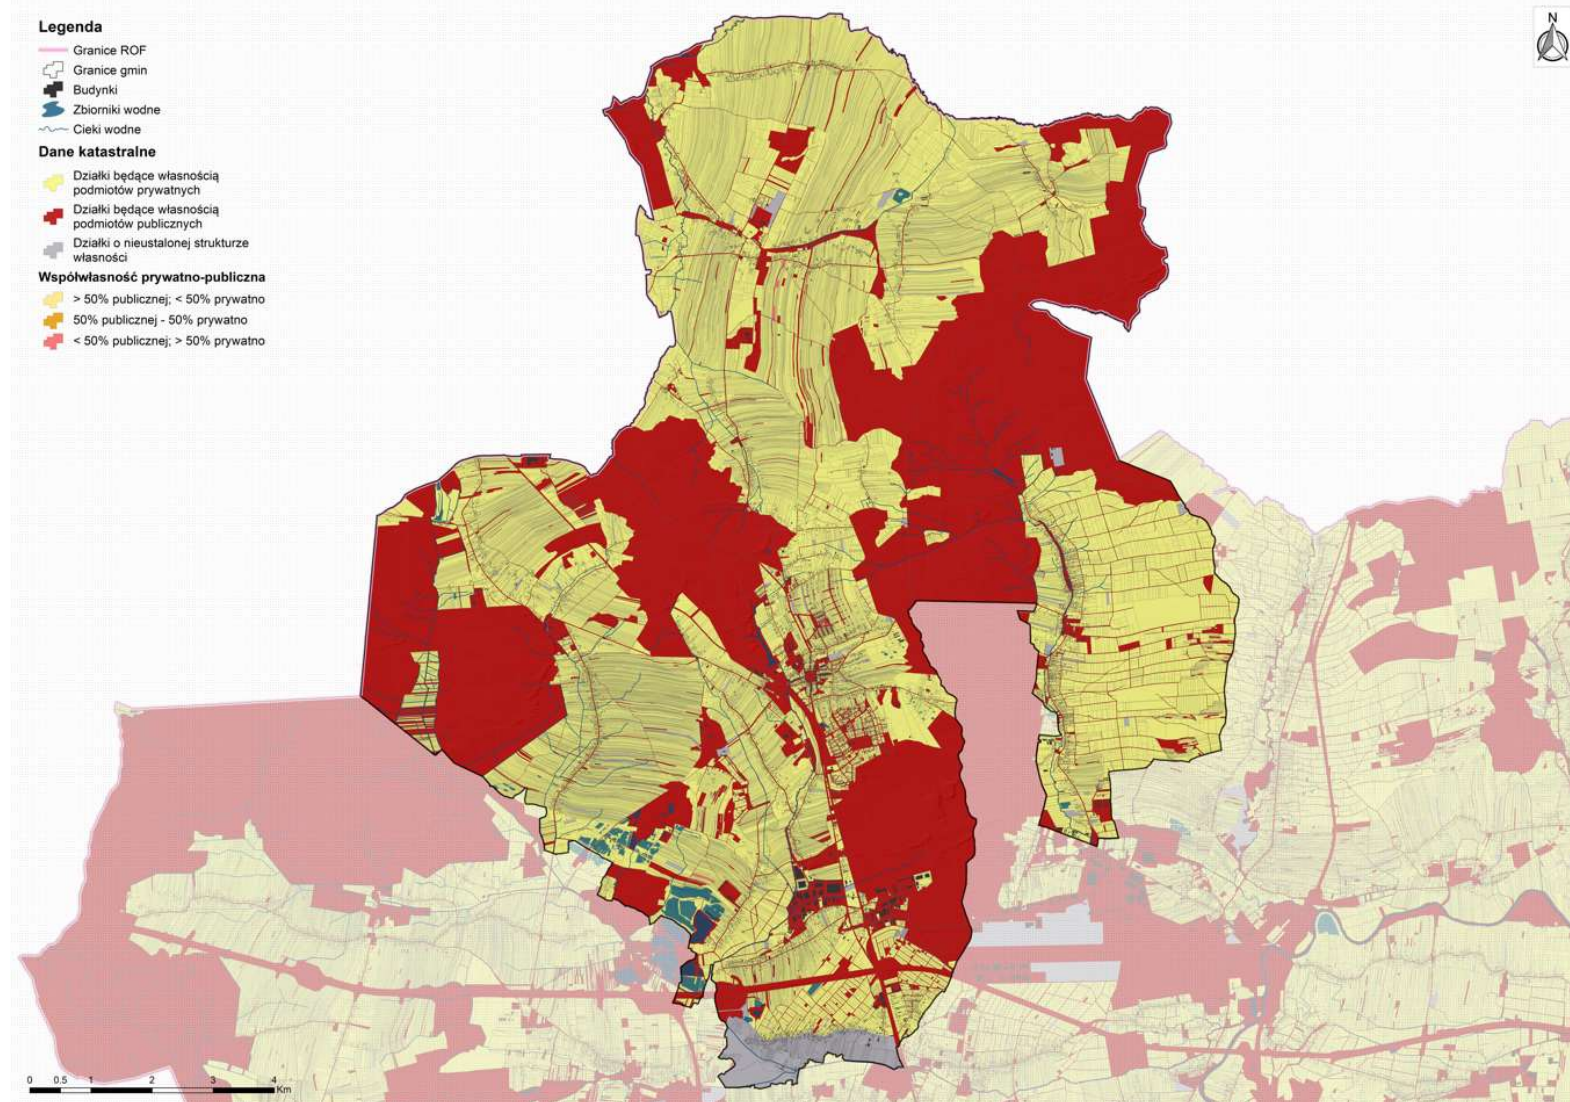 Legenda
Granice ROF
Granice gmin
Budynki
Zbiorniki wodne
Cieki wodne
Dane katastralne
Działki będące własnością
podmiotów prywatnych
Działki będące własnością
podmiotów publicznych
Działki o nieustalonej strukturze
własności
Współwłasność prywatno-publiczna
> 50% publicznej; < 50% prywatno
50% publicznej - 50% prywatno
< 50% publicznej; > 50% prywatno
N
0 0.5 1 2 3 4
Km